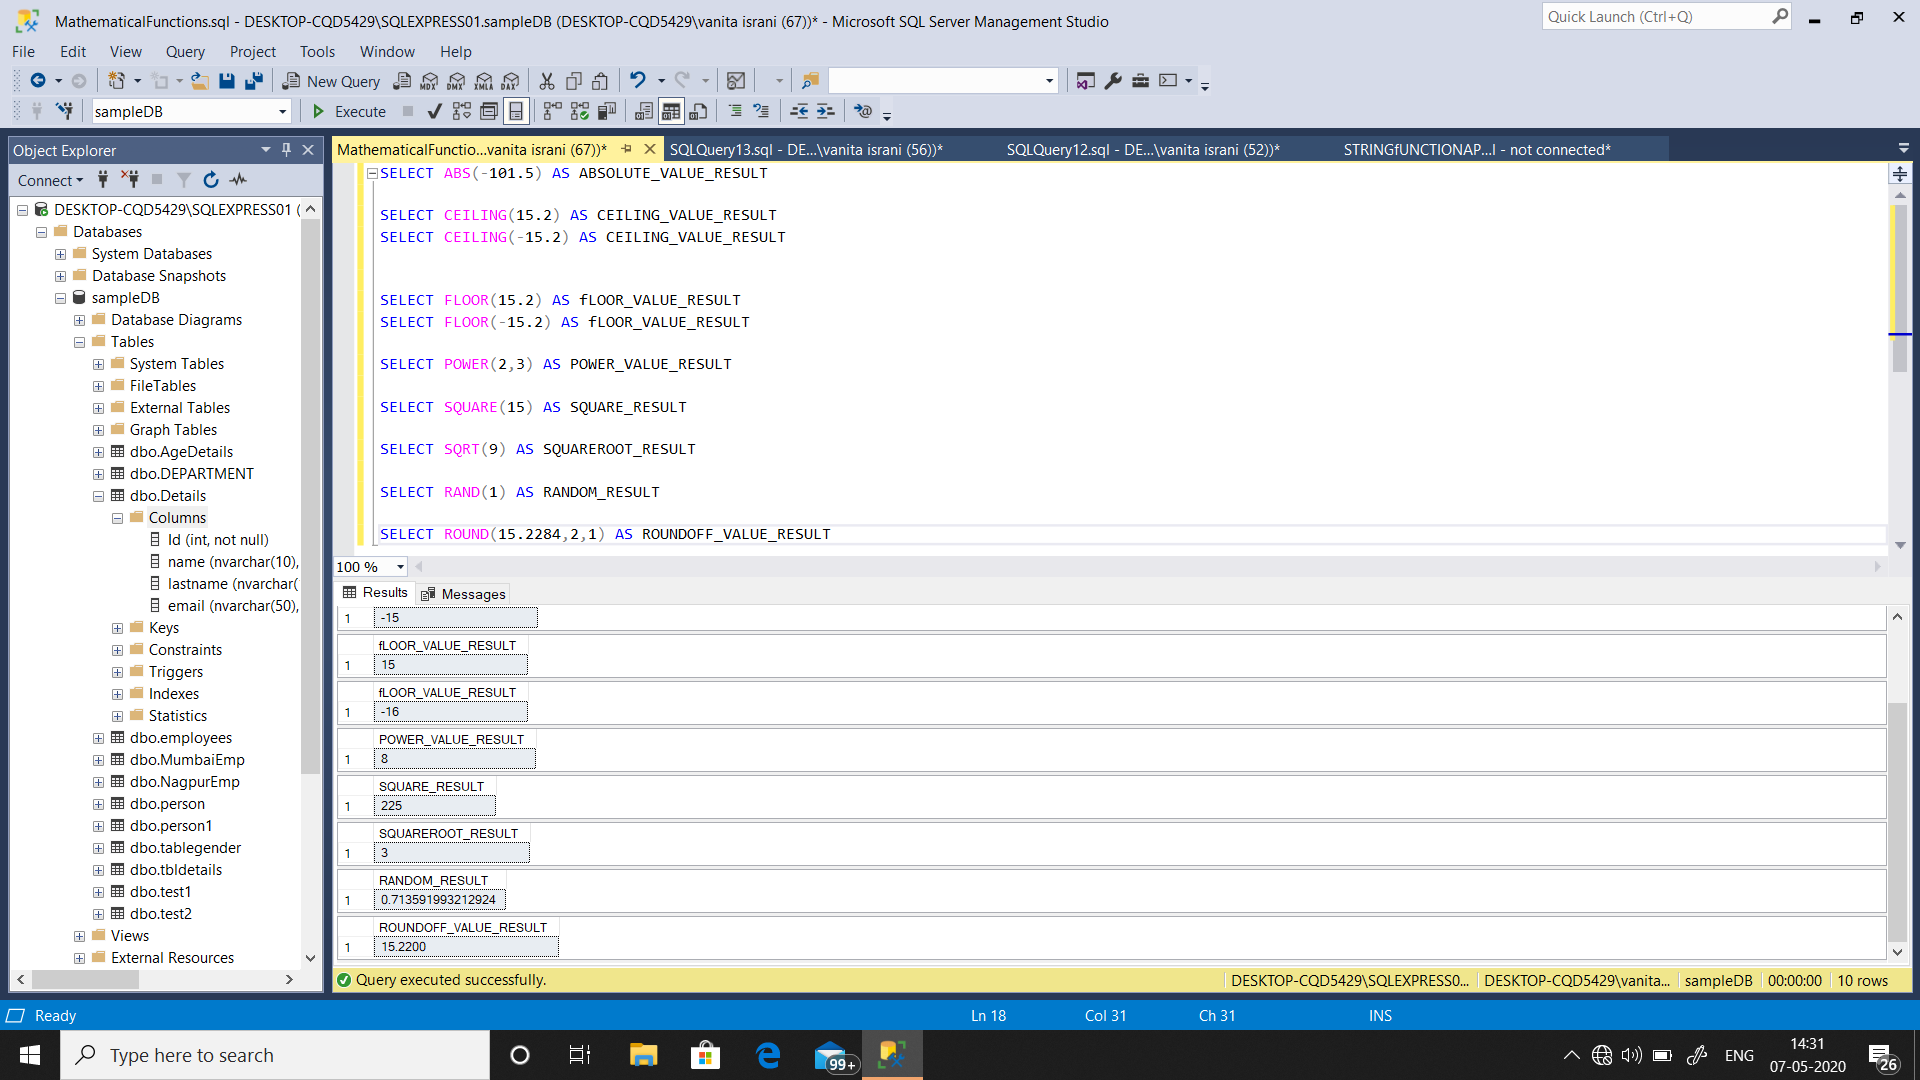 MathematicalFunctions.sql - DESKTOP-CQD5429\SQLEXPRESS01.sampleDB (DESKTOP-CQD5429\vanita israni (67))* - Microsoft SQL Server Management Studio
Quick Launch (Ctrl+Q)
File Edit View Query Project Tools Window Help
New Query MDX DMX XMLA DAX
sampleDB Execute
Object Explorer
MathematicalFunctio...vanita israni (67))* SQLQuery13.sql - DE...\vanita israni (56))* SQLQuery12.sql - DE...\vanita israni (52))* STRINGfUNCTIONAP...l - not connected*
Connect
DESKTOP-CQD5429\SQLEXPRESS01 (
Databases
System Databases
Database Snapshots
sampleDB
Database Diagrams
Tables
System Tables
FileTables
External Tables
Graph Tables
dbo.AgeDetails
dbo.DEPARTMENT
dbo.Details
Columns
Id (int, not null)
name (nvarchar(10),
lastname (nvarchar(
email (nvarchar(50),
Keys
Constraints
Triggers
Indexes
Statistics
dbo.employees
dbo.MumbaiEmp
dbo.NagpurEmp
dbo.person
dbo.person1
dbo.tablegender
dbo.tbldetails
dbo.test1
dbo.test2
Views
External Resources
SELECT ABS(-101.5) AS ABSOLUTE_VALUE_RESULT
SELECT CEILING(15.2) AS CEILING_VALUE_RESULT
SELECT CEILING(-15.2) AS CEILING_VALUE_RESULT
SELECT FLOOR(15.2) AS fLOOR_VALUE_RESULT
SELECT FLOOR(-15.2) AS fLOOR_VALUE_RESULT
SELECT POWER(2,3) AS POWER_VALUE_RESULT
SELECT SQUARE(15) AS SQUARE_RESULT
SELECT SQRT(9) AS SQUAREROOT_RESULT
SELECT RAND(1) AS RANDOM_RESULT
SELECT ROUND(15.2284,2,1) AS ROUNDOFF_VALUE_RESULT
100 %
Results Messages
1 -15
fLOOR_VALUE_RESULT
1 15
fLOOR_VALUE_RESULT
1 -16
POWER_VALUE_RESULT
1 8
SQUARE_RESULT
1 225
SQUAREROOT_RESULT
1 3
RANDOM_RESULT
1 0.713591993212924
ROUNDOFF_VALUE_RESULT
1 15.2200
Query executed successfully. DESKTOP-CQD5429\SQLEXPRESS0... DESKTOP-CQD5429\vanita... sampleDB 00:00:00 10 rows
Ready Ln 18 Col 31 Ch 31 INS
Type here to search
99+
ENG
14:31
07-05-2020
26